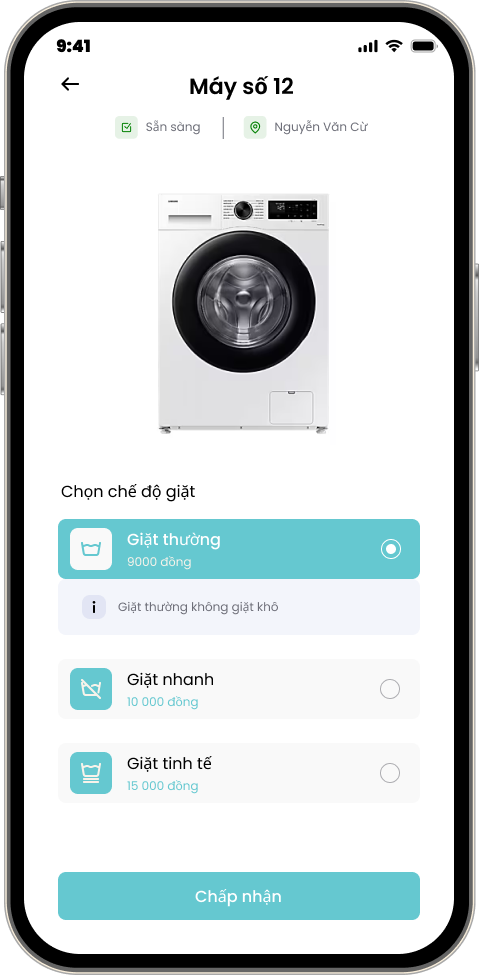 9:41
Máy số 12
Sẵn sàng
Nguyễn Văn Cừ
Chọn chế độ giặt
Giặt thường
9000 đồng
Giặt thường không giặt khô
Giặt nhanh
10 000 đồng
Giặt tinh tế
15 000 đồng
Chấp nhận